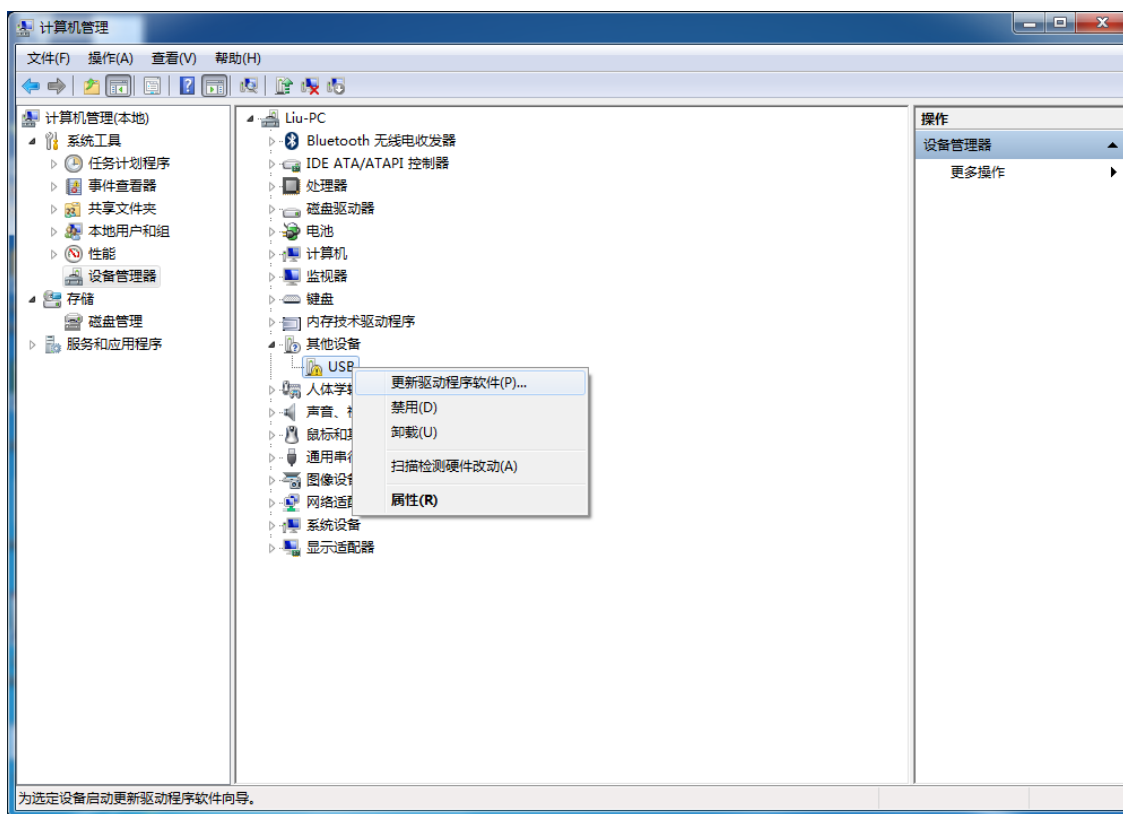 计算机管理
文件(F) 操作(A) 查看(V) 帮助(H)
计算机管理(本地)
系统工具
任务计划程序
事件查看器
共享文件夹
本地用户和组
性能
设备管理器
存储
磁盘管理
服务和应用程序
Liu-PC
Bluetooth 无线电收发器
IDE ATA/ATAPI 控制器
处理器
磁盘驱动器
电池
计算机
监视器
键盘
内存技术驱动程序
其他设备
USB
人体学
声音、
鼠标和
通用串
图像设
网络适
系统设备
显示适配器
更新驱动程序软件(P)...
禁用(D)
卸载(U)
扫描检测硬件改动(A)
属性(R)
操作
设备管理器
更多操作
为选定设备启动更新驱动程序软件向导。